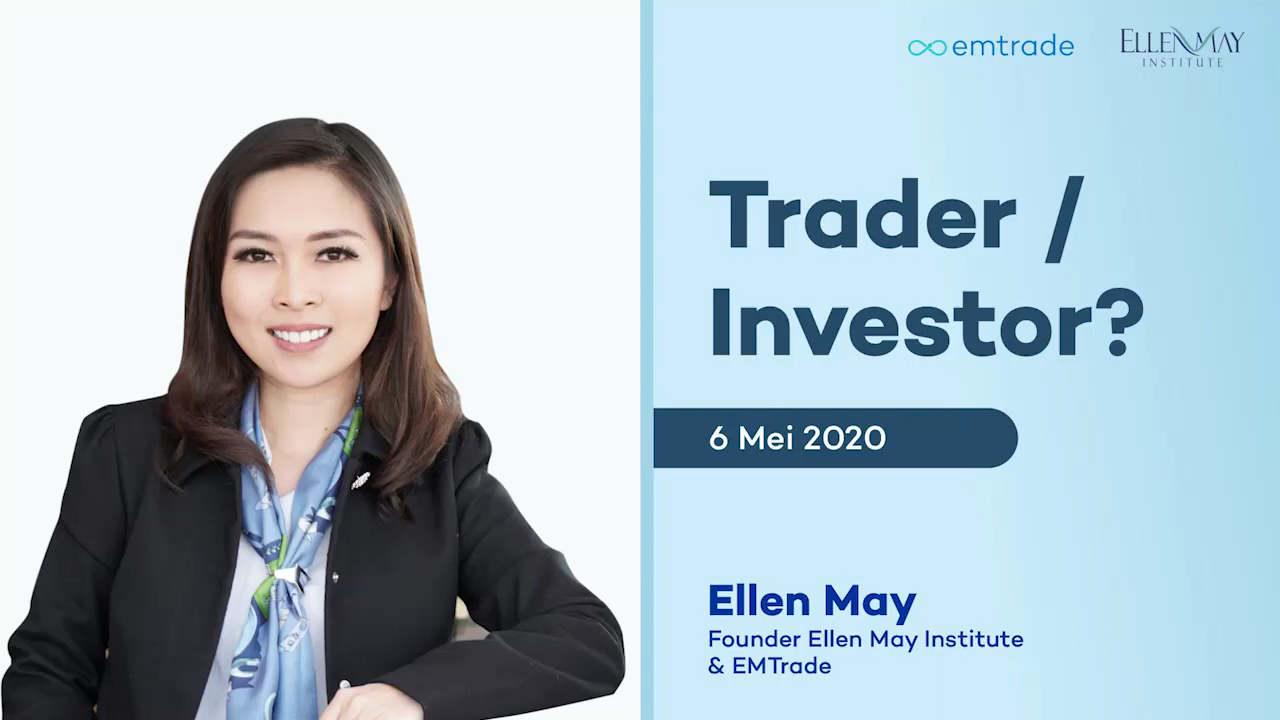 emtrade
ELLEN MAY
INSTITUTE
Trader /
Investor?
6 Mei 2020
Ellen May
Founder Ellen May Institute
& EMTrade